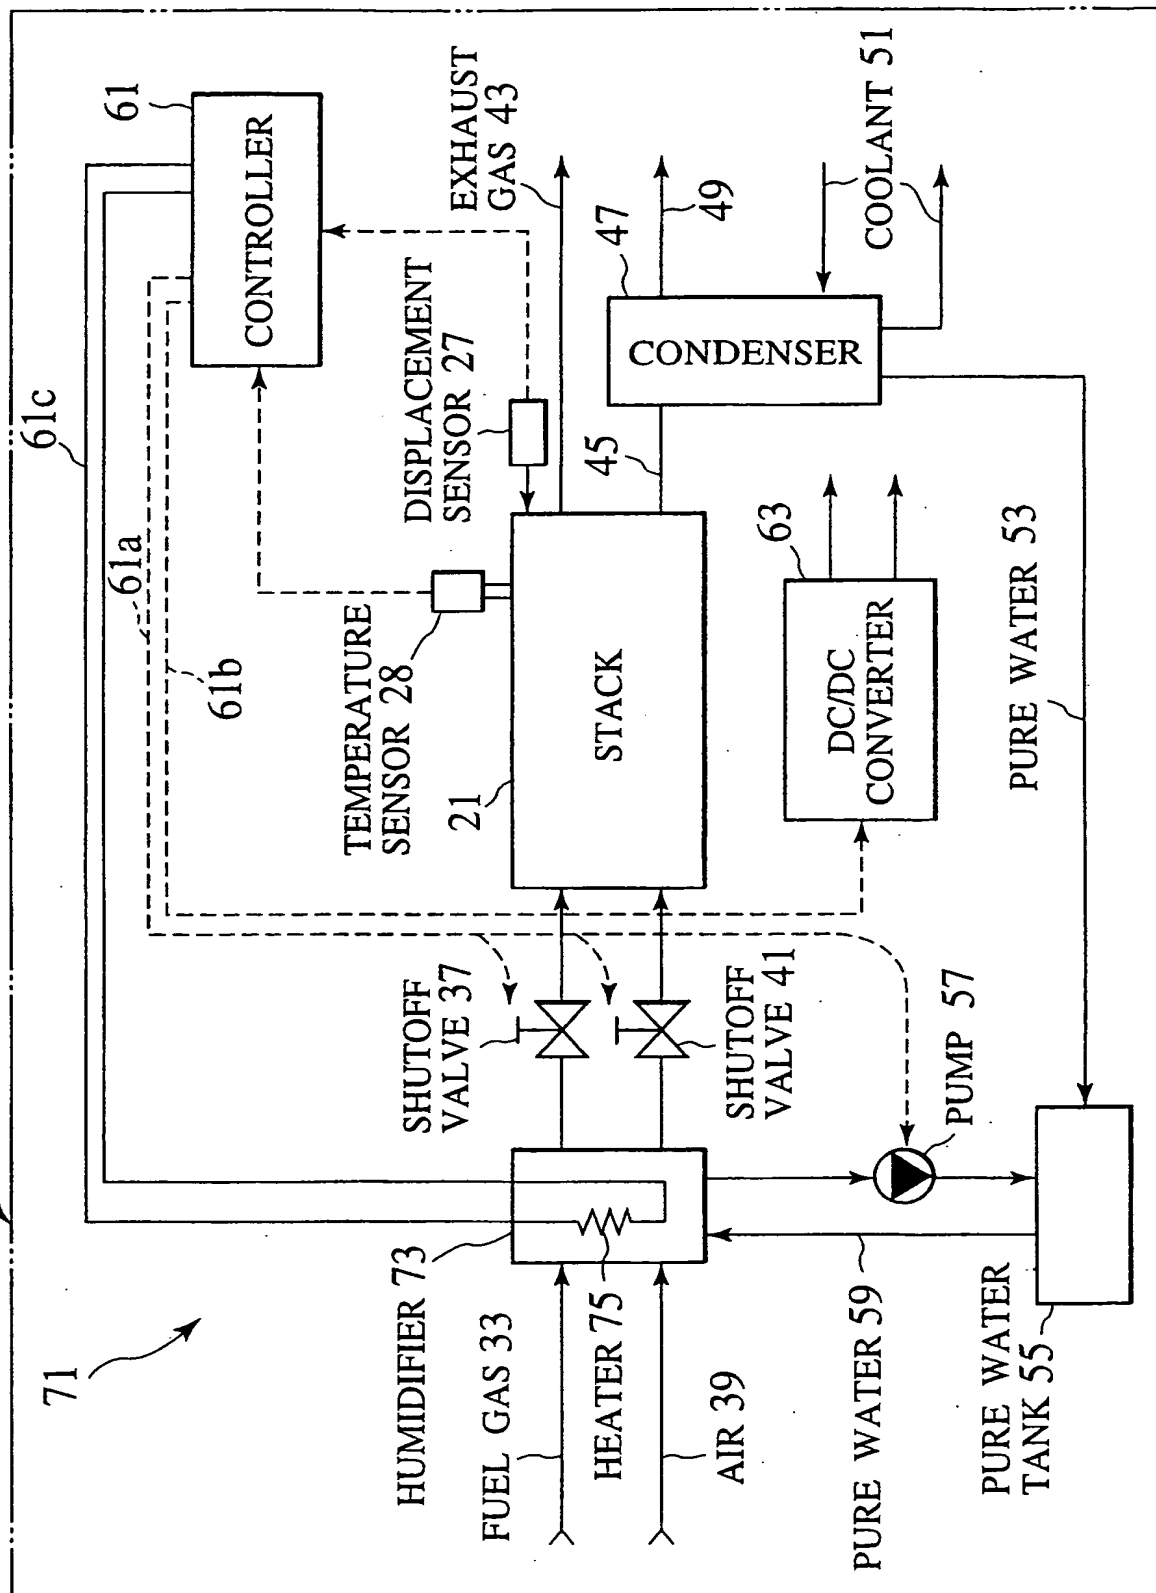 71
61c
61a
61b
61
CONTROLLER
TEMPERATURE
SENSOR 28
DISPLACEMENT
SENSOR 27
EXHAUST
GAS 43
HUMIDIFIER 73
FUEL GAS 33
HEATER 75
AIR 39
SHUTOFF
VALVE 37
SHUTOFF
VALVE 41
21
STACK
45
47
CONDENSER
49
COOLANT 51
63
DC/DC
CONVERTER
PURE WATER 53
PUMP 57
PURE WATER 59
PURE WATER
TANK 55